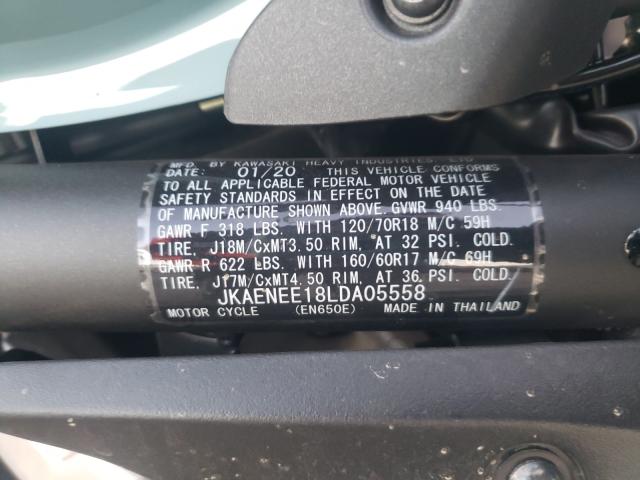 MFD. BY KAWASAKI HEAVY INDUSTRIES, LTD
DATE: 01/20 THIS VEHICLE CONFORMS
TO ALL APPLICABLE FEDERAL MOTOR VEHICLE
SAFETY STANDARDS IN EFFECT ON THE DATE
OF MANUFACTURE SHOWN ABOVE. GVWR 940 LBS.
GAWR F 318 LBS. WITH 120/70R18 M/C 59H
TIRE, J18M/CxMT3.50 RIM, AT 32 PSI. COLD.
GAWR R 622 LBS. WITH 160/60R17 M/C 69H
TIRE, J17M/CxMT4.50 RIM, AT 36 PSI. COLD.
JKAENEE18LDA05558
MOTOR CYCLE (EN650E) MADE IN THAILAND